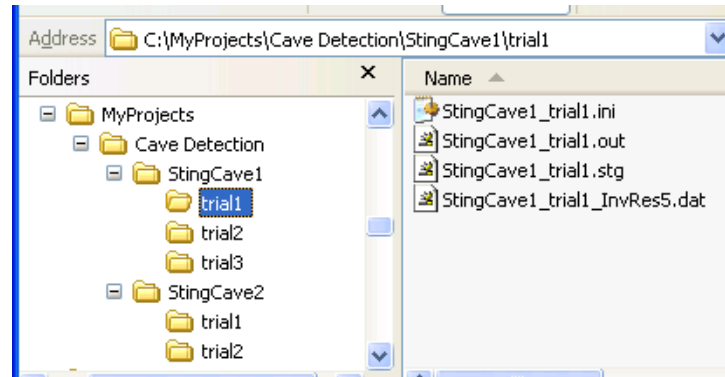 Address C:\MyProjects\Cave Detection\StingCave1\trial1
Folders
MyProjects
Cave Detection
StingCave1
trial1
trial2
trial3
StingCave2
trial1
trial2
Name
StingCave1_trial1.ini
StingCave1_trial1.out
StingCave1_trial1.stg
StingCave1_trial1_InvRes5.dat